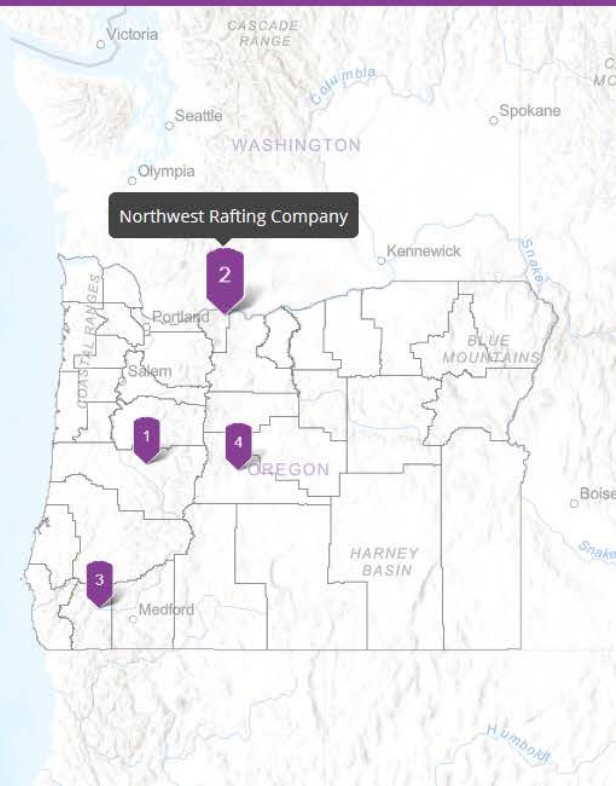 Victoria
CASCADE
RANGE
Columbia
Seattle
Spokane
WASHINGTON
Olympia
Northwest Rafting Company
Kennewick
Snake
2
COASTAL RANGES
Portland
BLUE
MOUNTAINS
Salem
1
4
OREGON
Boise
Snake
HARNEY
BASIN
3
Medford
Humboldt